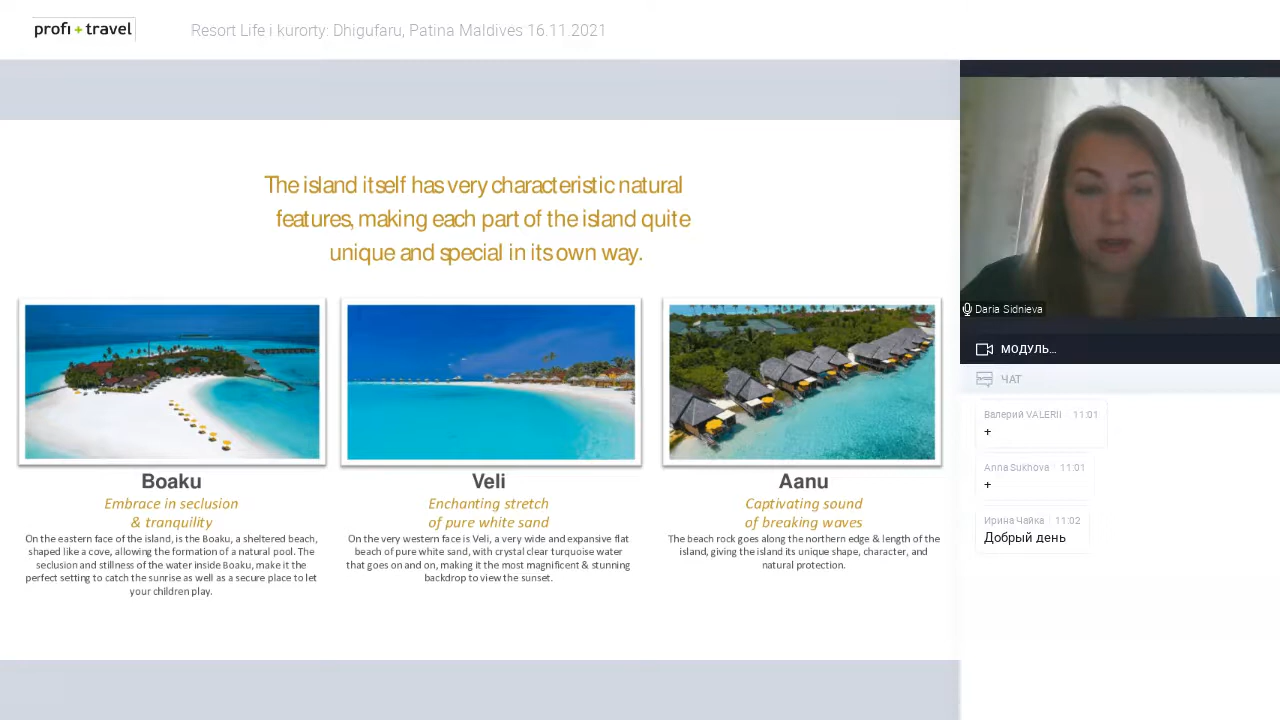 profi + travel
Resort Life i kurorty: Dhigufaru, Patina Maldives 16.11.2021
The island itself has very characteristic natural
features, making each part of the island quite
unique and special in its own way.
Boaku
Embrace in seclusion
& tranquility
On the eastern face of the island, is the Boaku, a sheltered beach,
shaped like a cove, allowing the formation of a natural pool. The
seclusion and stillness of the water inside Boaku, make it the
perfect setting to catch the sunrise as well as a secure place to let
your children play.
Veli
Enchanting stretch
of pure white sand
On the very western face is Veli, a very wide and expansive flat
beach of pure white sand, with crystal clear turquoise water
that goes on and on, making it the most magnificent & stunning
backdrop to view the sunset.
Aanu
Captivating sound
of breaking waves
The beach rock goes along the northern edge & length of the
island, giving the island its unique shape, character, and
natural protection.
Daria Sidnieva
МОДУЛЬ...
ЧАТ
Валерий VALERII 11:01
+
Anna Sukhova 11:01
+
Ирина Чайка 11:02
Добрый день